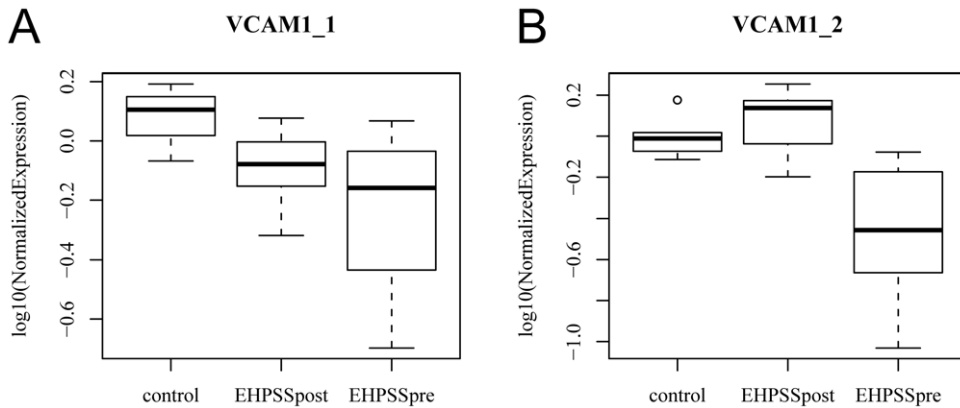 A
VCAM1_1
log10(NormalizedExpression)
0.2
0.0
−0.2
−0.4
−0.6
control
EHPSSpost
EHPSSpre
B
VCAM1_2
log10(NormalizedExpression)
0.2
−0.2
−0.6
−1.0
control
EHPSSpost
EHPSSpre